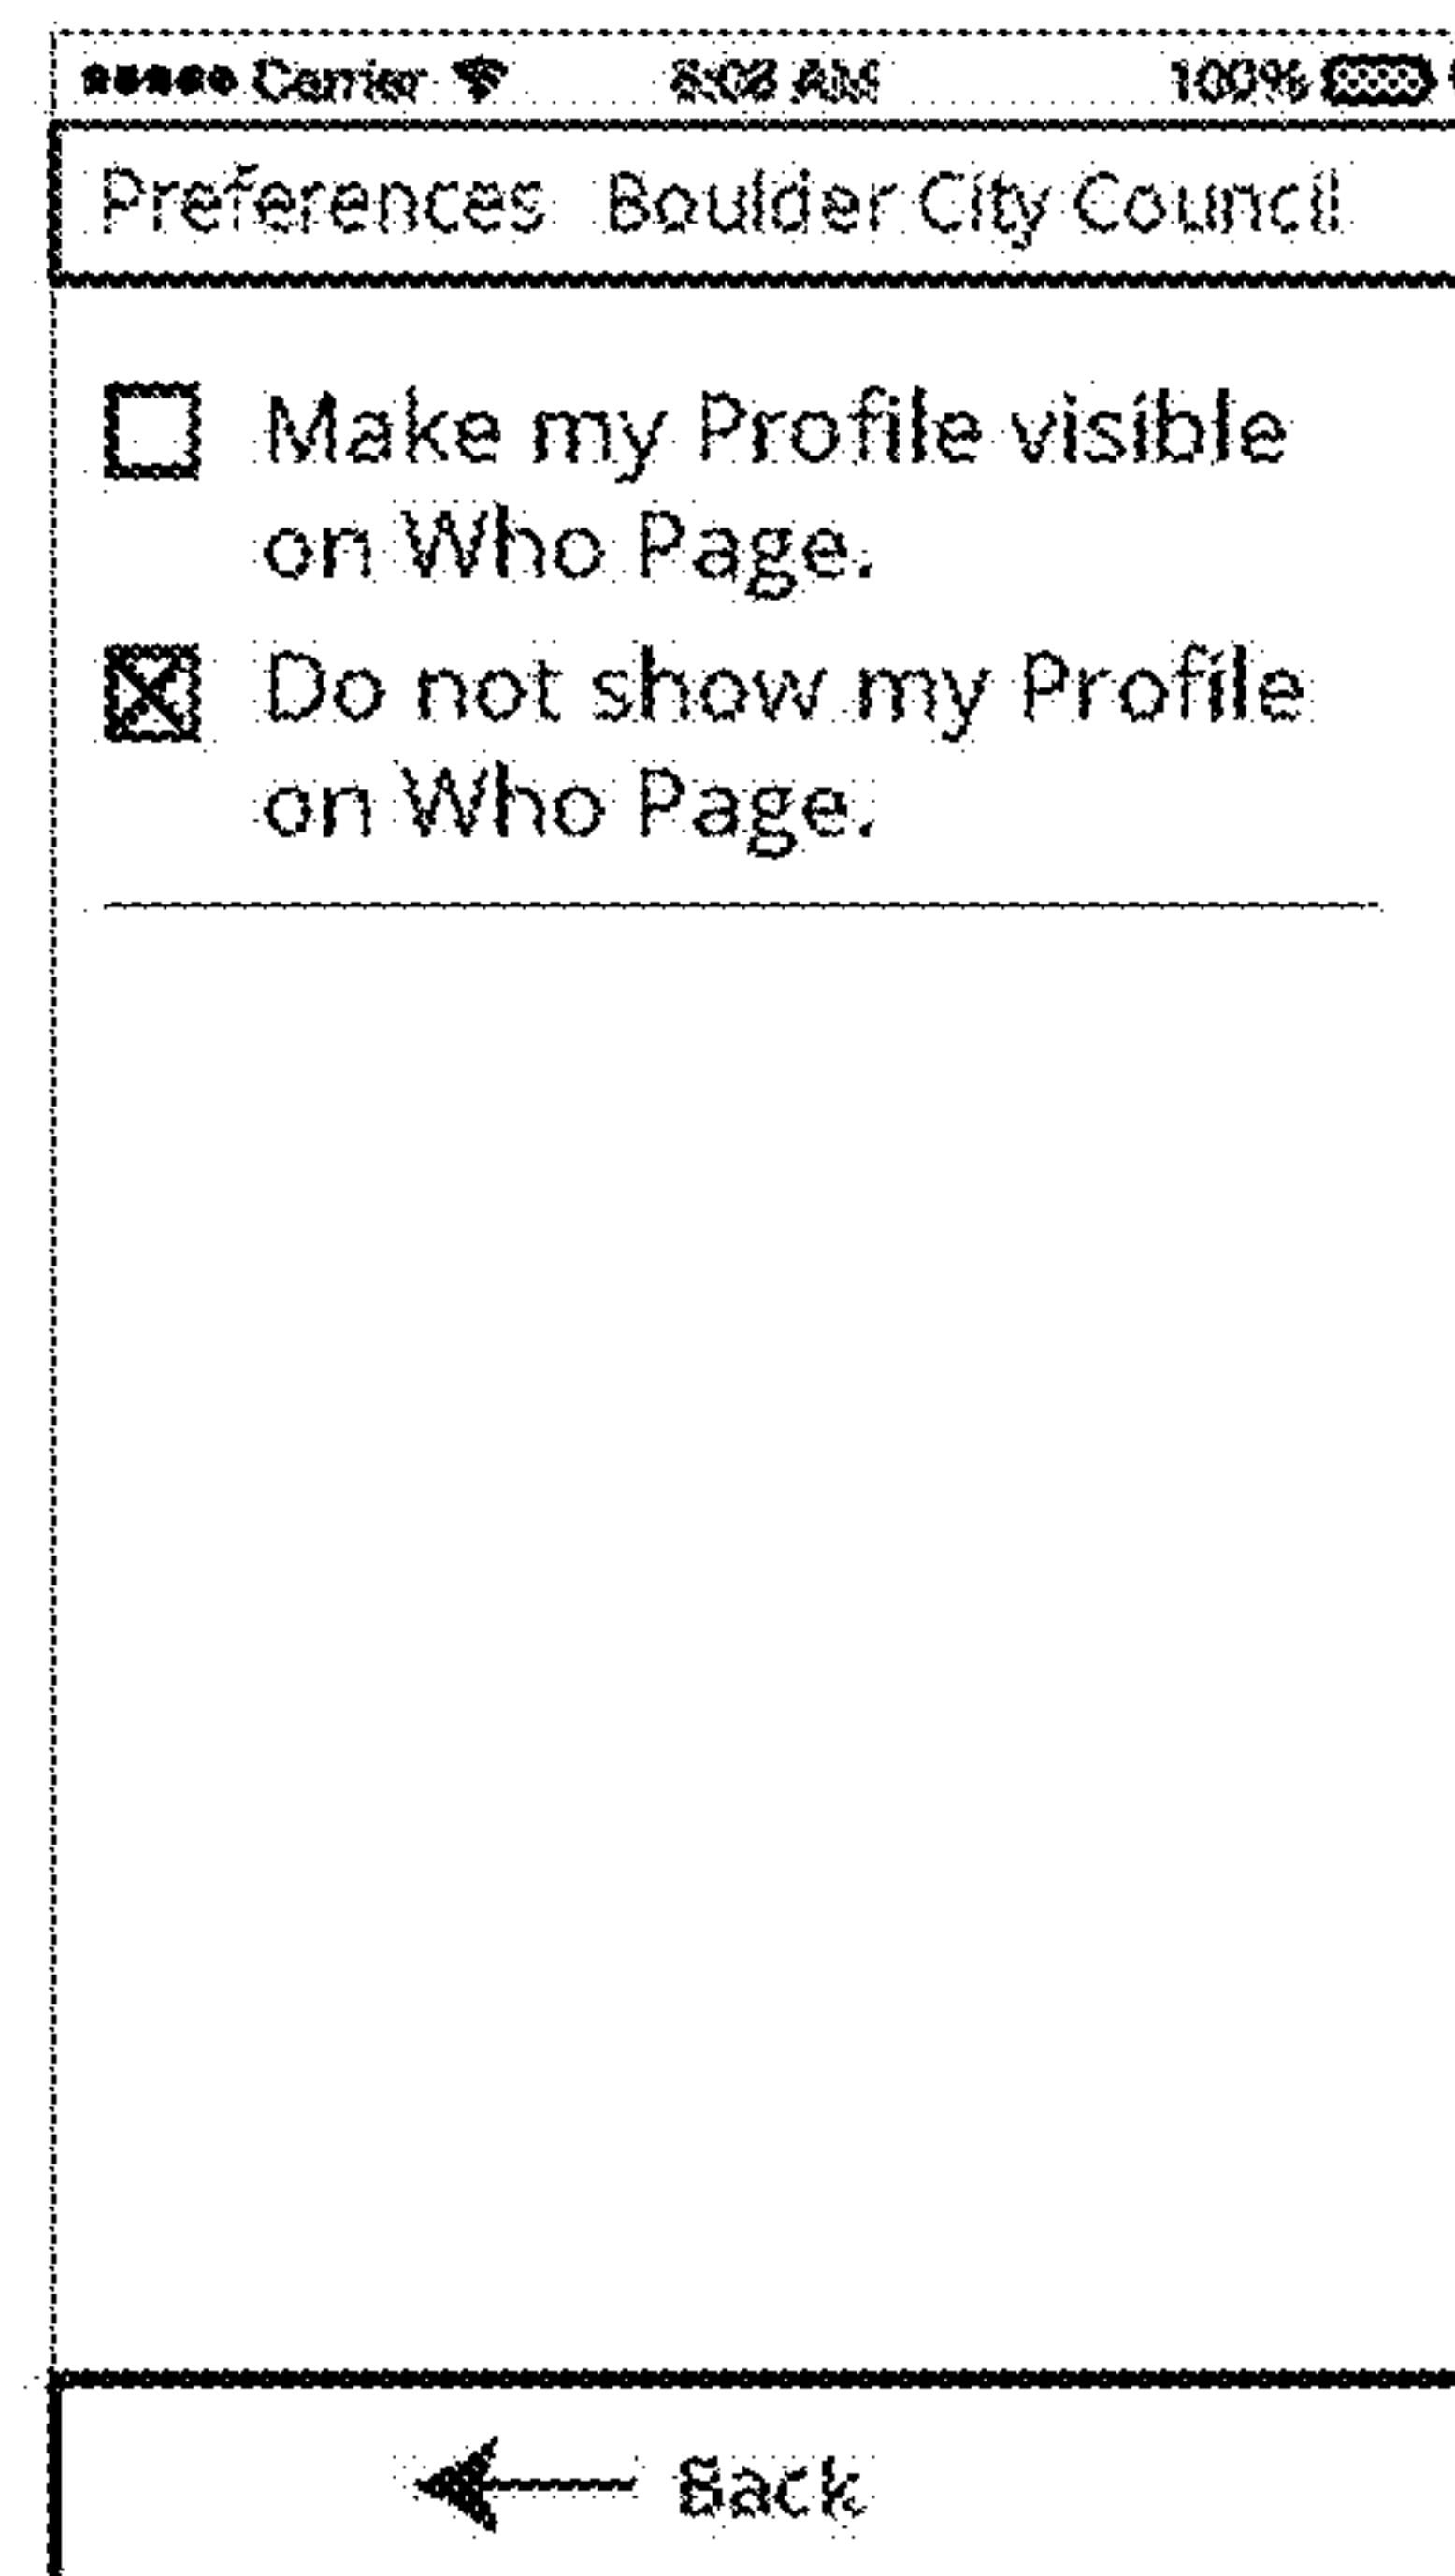 Carrier 100%
Preferences Boulder City Council
Make my Profile visible
on Who Page.
Do not show my Profile
on Who Page.
Back